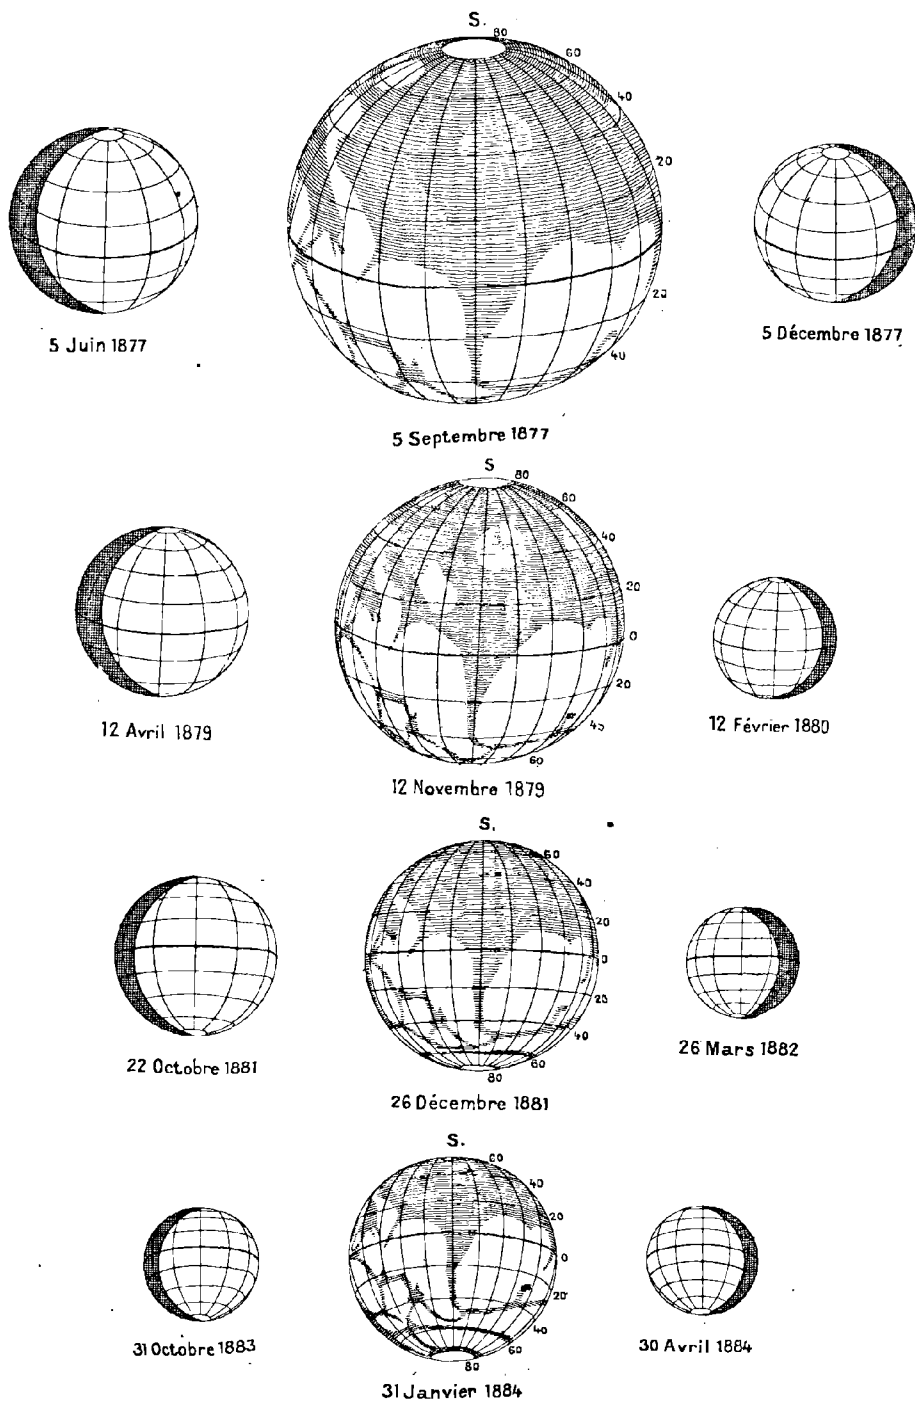 S.
80
60
40
20
20
40
5 Juin 1877
5 Septembre 1877
5 Décembre 1877
S
80
60
40
20
0
20
40
60
12 Avril 1879
12 Novembre 1879
12 Février 1880
S.
60
40
20
0
20
40
60
80
22 Octobre 1881
26 Décembre 1881
26 Mars 1882
S.
60
40
20
0
20
40
60
80
31 Octobre 1883
31 Janvier 1884
30 Avril 1884